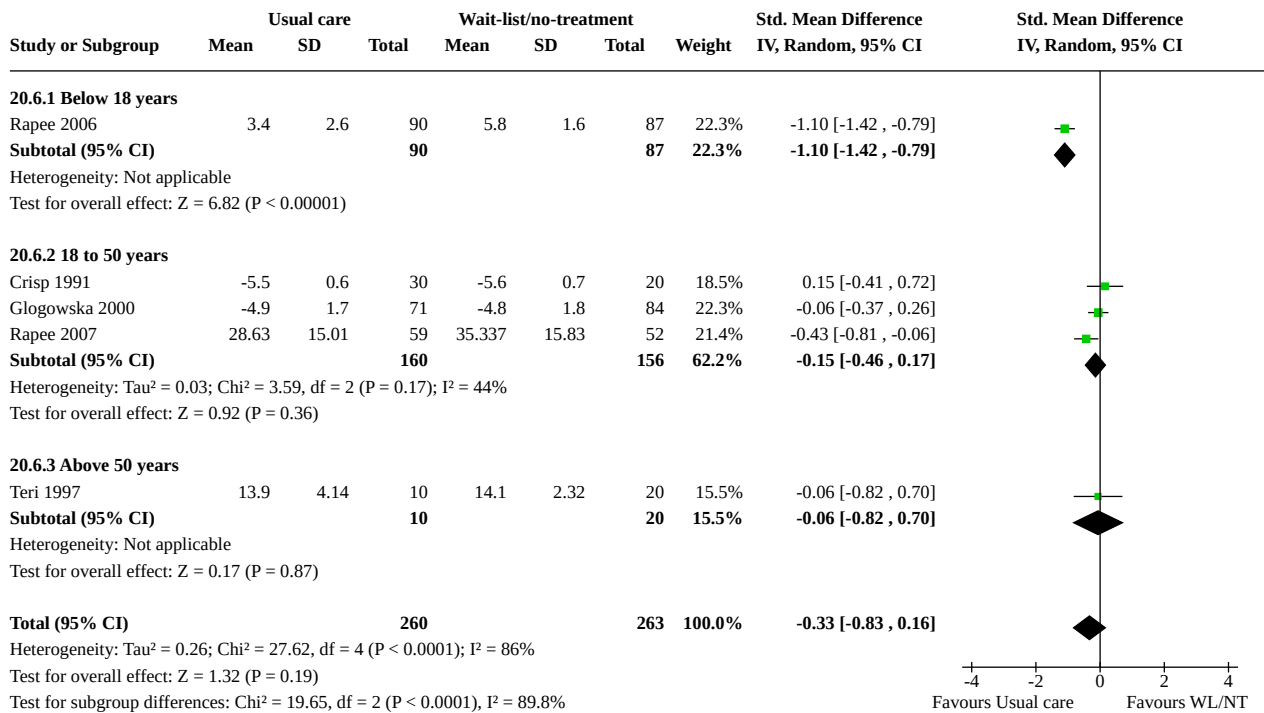 Usual care Wait-list/no-treatment Std. Mean Difference Std. Mean Difference
Study or Subgroup Mean SD Total Mean SD Total Weight IV, Random, 95% CI IV, Random, 95% CI
20.6.1 Below 18 years
Rapee 2006 3.4 2.6 90 5.8 1.6 87 22.3% -1.10 [-1.42 , -0.79]
Subtotal (95% CI) 90 87 22.3% -1.10 [-1.42 , -0.79]
Heterogeneity: Not applicable
Test for overall effect: Z = 6.82 (P < 0.00001)
20.6.2 18 to 50 years
Crisp 1991 -5.5 0.6 30 -5.6 0.7 20 18.5% 0.15 [-0.41 , 0.72]
Glogowska 2000 -4.9 1.7 71 -4.8 1.8 84 22.3% -0.06 [-0.37 , 0.26]
Rapee 2007 28.63 15.01 59 35.337 15.83 52 21.4% -0.43 [-0.81 , -0.06]
Subtotal (95% CI) 160 156 62.2% -0.15 [-0.46 , 0.17]
Heterogeneity: Tau² = 0.03; Chi² = 3.59, df = 2 (P = 0.17); I² = 44%
Test for overall effect: Z = 0.92 (P = 0.36)
20.6.3 Above 50 years
Teri 1997 13.9 4.14 10 14.1 2.32 20 15.5% -0.06 [-0.82 , 0.70]
Subtotal (95% CI) 10 20 15.5% -0.06 [-0.82 , 0.70]
Heterogeneity: Not applicable
Test for overall effect: Z = 0.17 (P = 0.87)
Total (95% CI) 260 263 100.0% -0.33 [-0.83 , 0.16]
Heterogeneity: Tau² = 0.26; Chi² = 27.62, df = 4 (P < 0.0001); I² = 86%
Test for overall effect: Z = 1.32 (P = 0.19)
-4 -2 0 2 4
Test for subgroup differences: Chi² = 19.65, df = 2 (P < 0.0001), I² = 89.8%
Favours Usual care Favours WL/NT